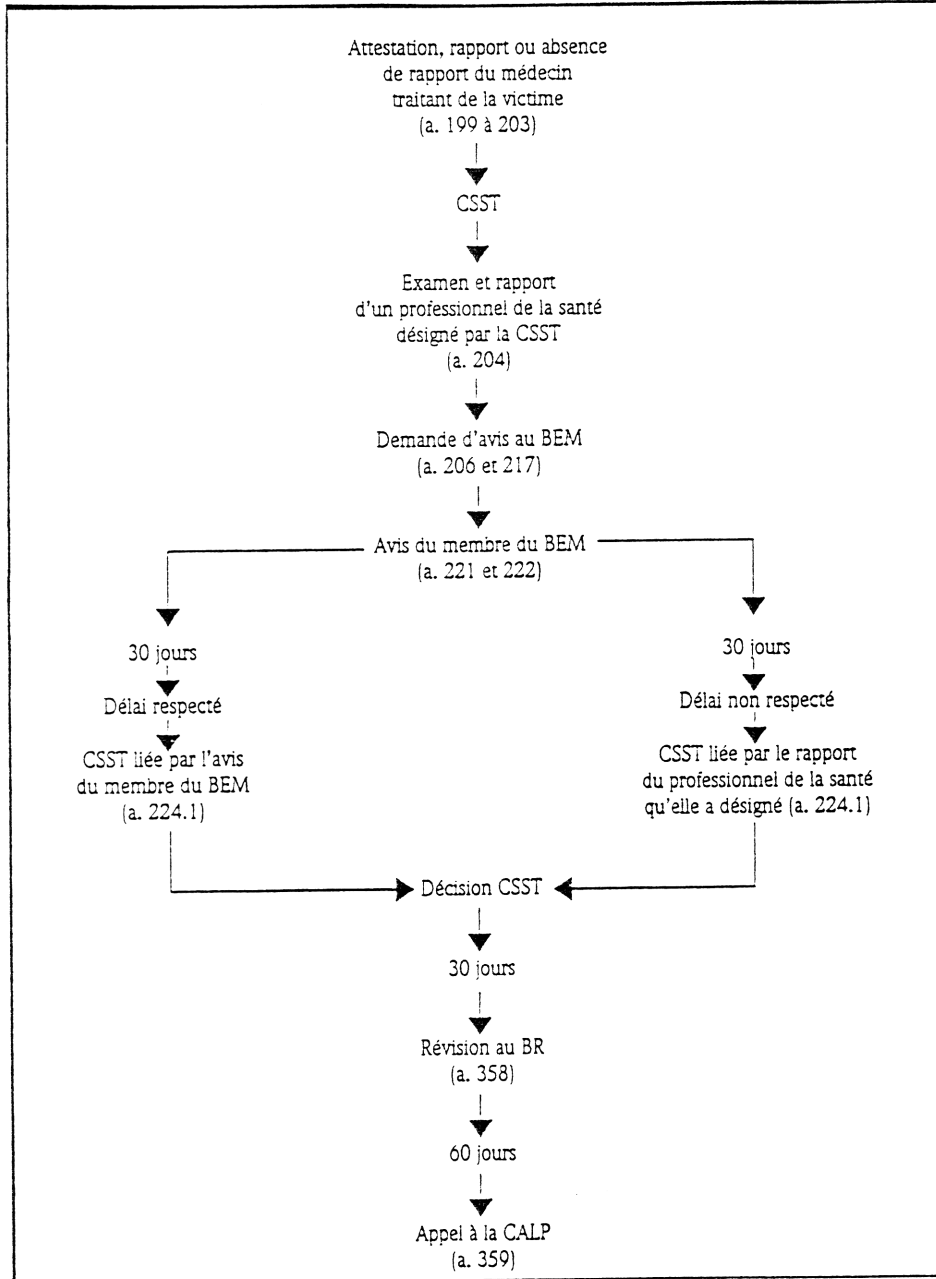 Attestation, rapport ou absence
de rapport du médecin
traitant de la victime
(a. 199 à 203)
CSST
Examen et rapport
d'un professionnel de la santé
désigné par la CSST
(a. 204)
Demande d'avis au BEM
(a. 206 et 217)
Avis du membre du BEM
(a. 221 et 222)
30 jours
Délai respecté
CSST liée par l'avis
du membre du BEM
(a. 224.1)
30 jours
Délai non respecté
CSST liée par le rapport
du professionnel de la santé
qu'elle a désigné (a. 224.1)
Décision CSST
30 jours
Révision au BR
(a. 358)
60 jours
Appel à la CALP
(a. 359)